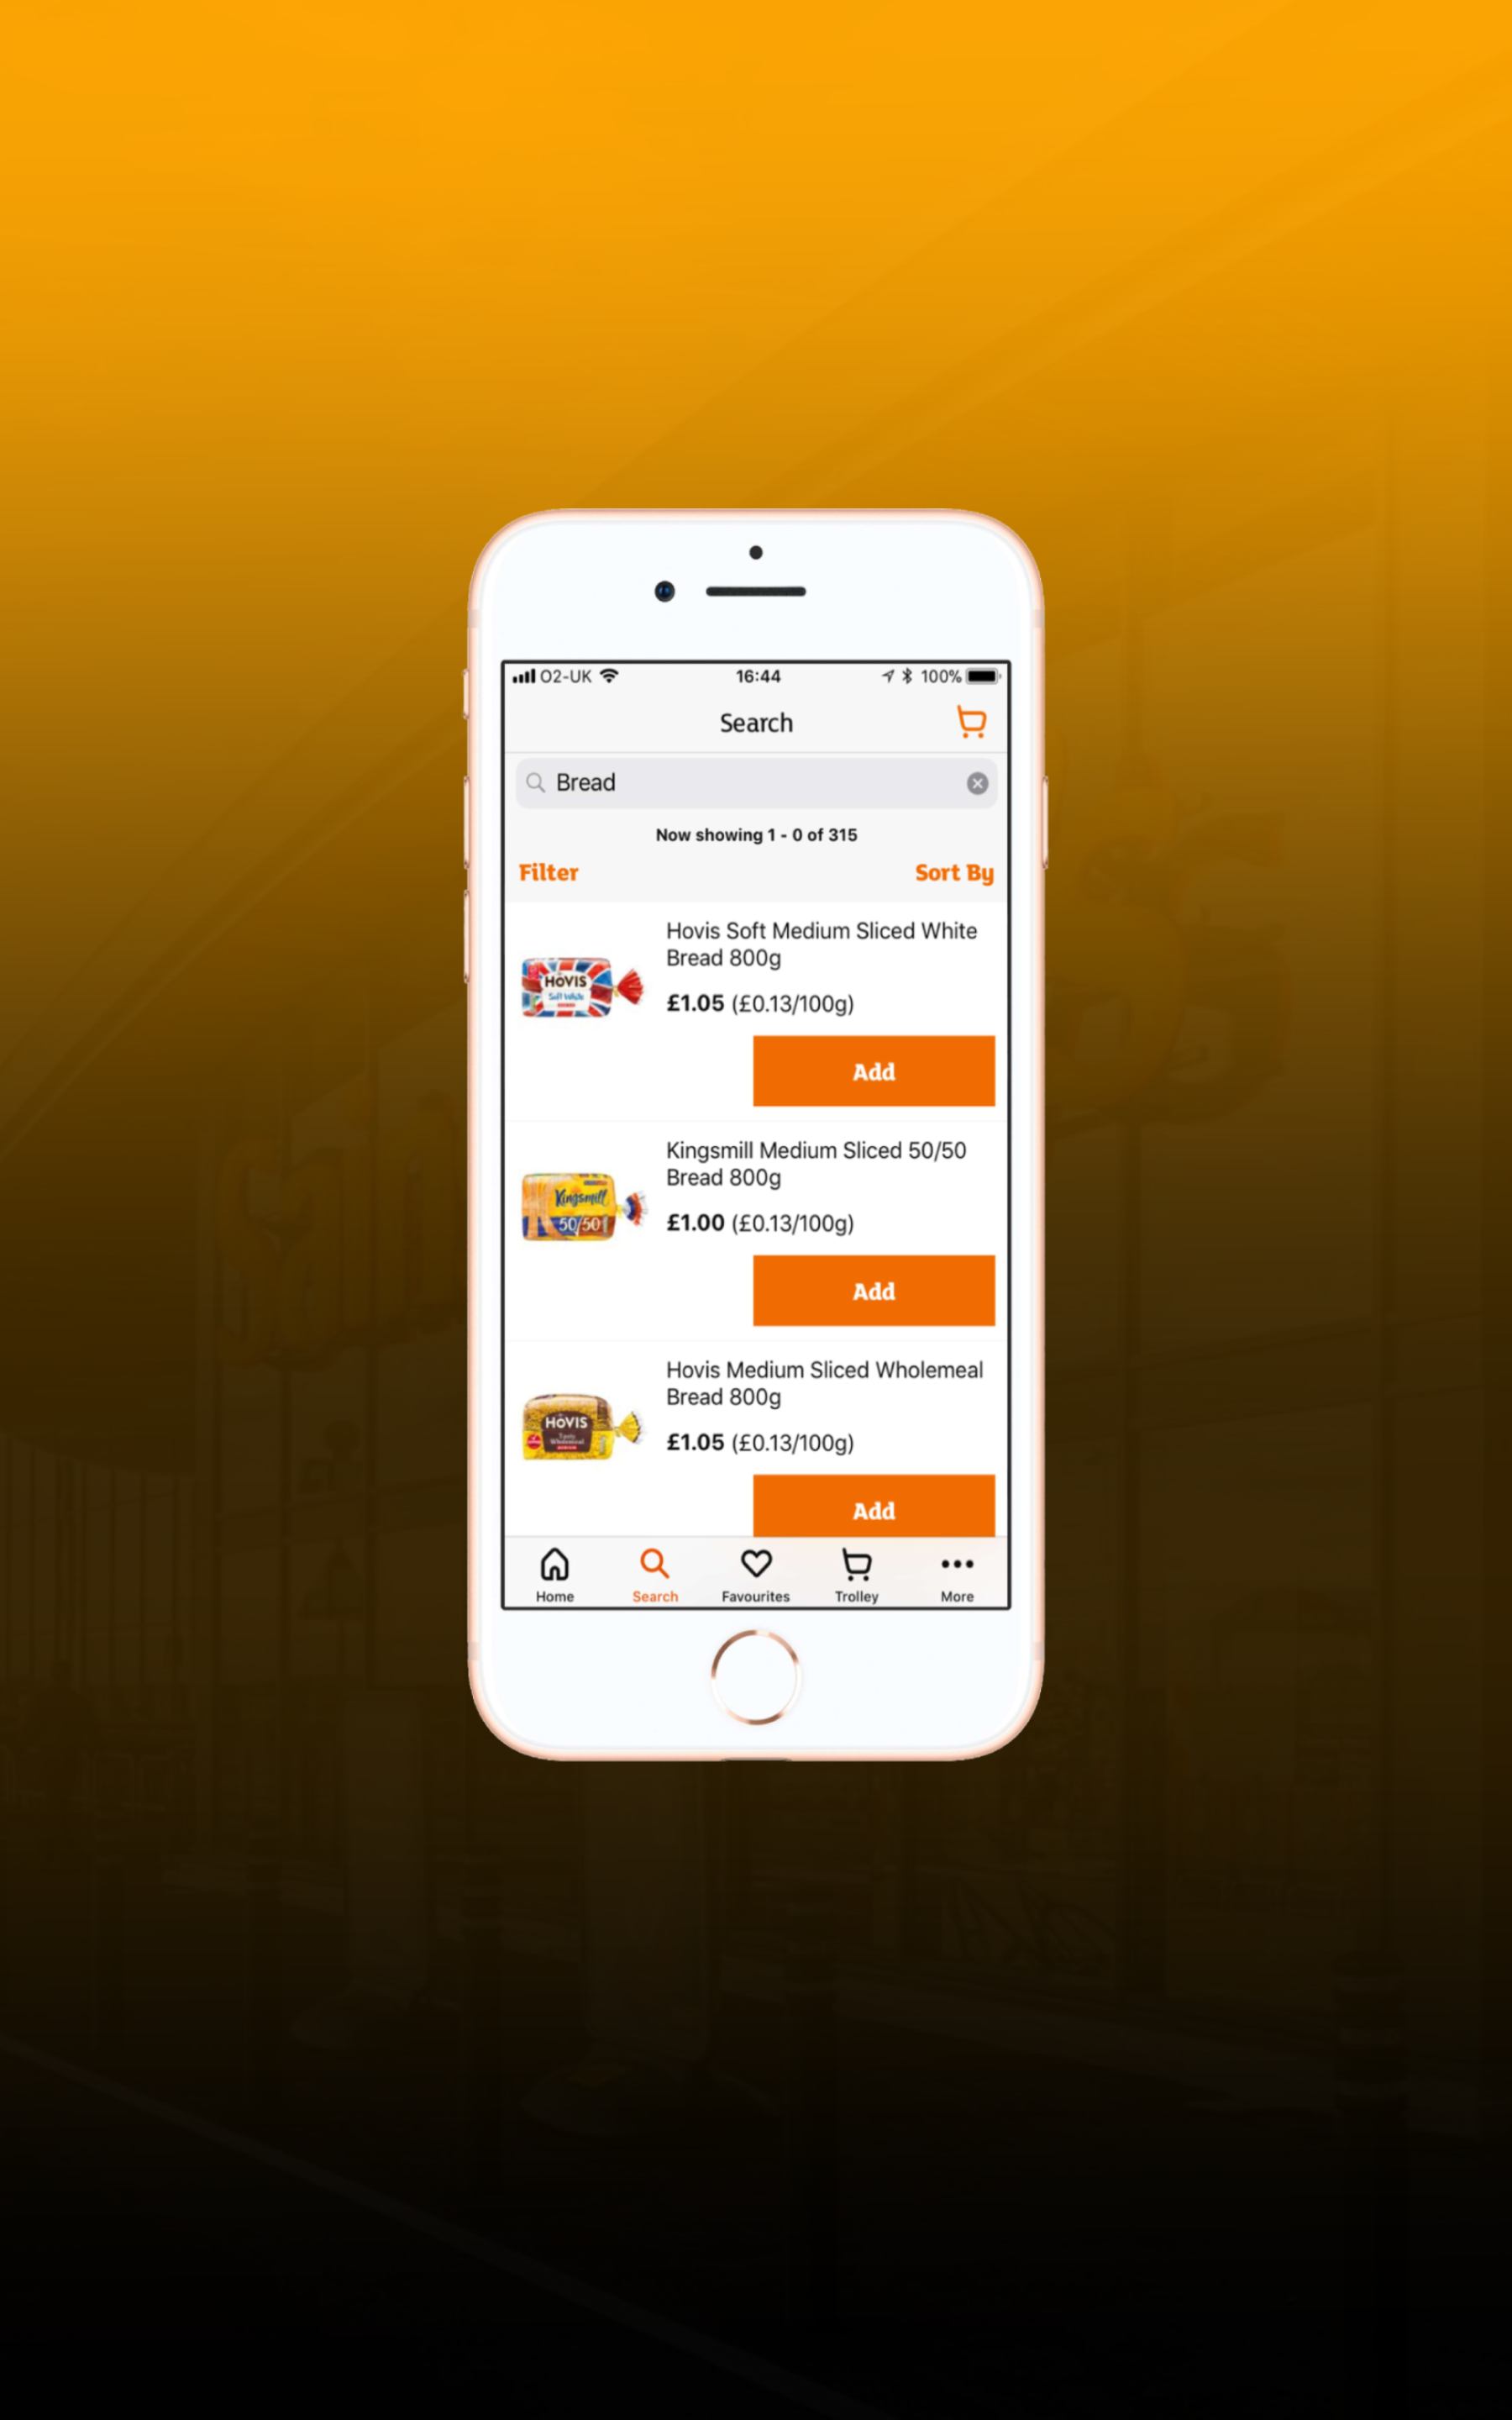 O2-UK 16:44 100%
Search
Bread
Now showing 1 - 0 of 315
Filter Sort By
Hovis Soft Medium Sliced White
Bread 800g
£1.05 (£0.13/100g)
HOVIS
Soft White
Add
Kingsmill Medium Sliced 50/50
Bread 800g
£1.00 (£0.13/100g)
Kingsmill
50/50
Add
Hovis Medium Sliced Wholemeal
Bread 800g
£1.05 (£0.13/100g)
HOVIS
Wholemeal
Add
Home Search Favourites Trolley More